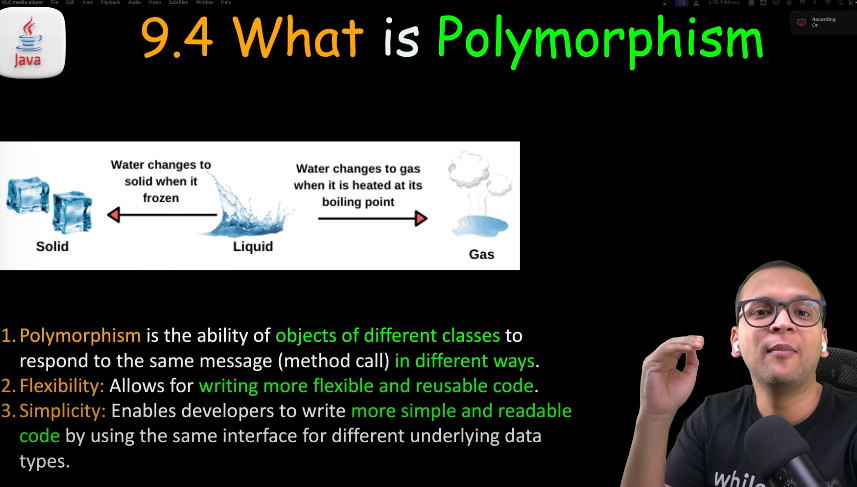 VLC media player File Edit View Playback Audio Video Subtitles Window Help
Recording
On
9.4 What is Polymorphism
Java
Water changes to
solid when it
frozen
Water changes to gas
when it is heated at its
boiling point
Solid
Liquid
Gas
1. Polymorphism is the ability of objects of different classes to
respond to the same message (method call) in different ways.
2. Flexibility: Allows for writing more flexible and reusable code.
3. Simplicity: Enables developers to write more simple and readable
code by using the same interface for different underlying data
types.
while